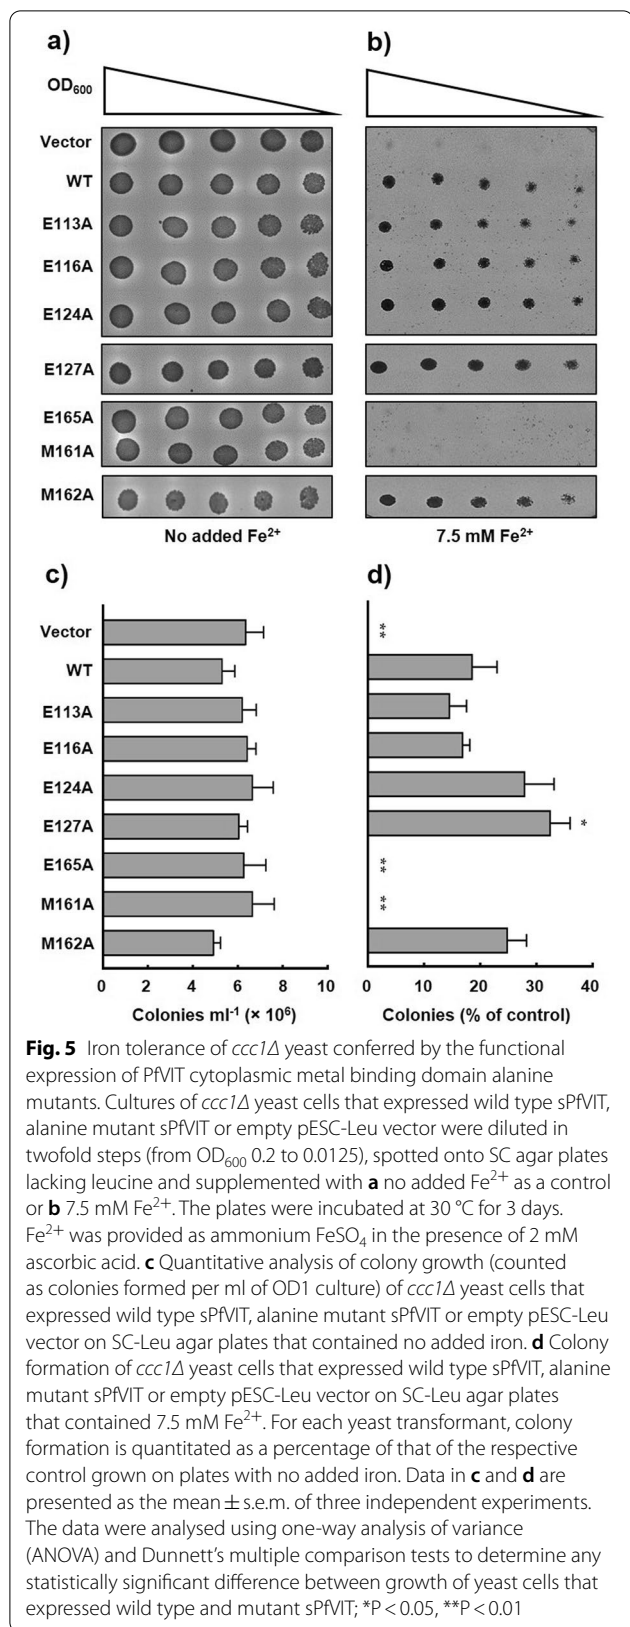 a)
b)
OD600
Vector
WT
E113A
E116A
E124A
E127A
E165A
M161A
M162A
No added Fe2+
7.5 mM Fe2+
c)
d)
Vector
WT
E113A
E116A
E124A
E127A
E165A
M161A
M162A
**
*
**
**
0 2 4 6 8 10
0 10 20 30 40
Colonies ml-1 (× 106)
Colonies (% of control)
Fig. 5 Iron tolerance of ccc1Δ yeast conferred by the functional
expression of PfVIT cytoplasmic metal binding domain alanine
mutants. Cultures of ccc1Δ yeast cells that expressed wild type sPfVIT,
alanine mutant sPfVIT or empty pESC-Leu vector were diluted in
twofold steps (from OD600 0.2 to 0.0125), spotted onto SC agar plates
lacking leucine and supplemented with a no added Fe2+ as a control
or b 7.5 mM Fe2+. The plates were incubated at 30 °C for 3 days.
Fe2+ was provided as ammonium FeSO4 in the presence of 2 mM
ascorbic acid. c Quantitative analysis of colony growth (counted
as colonies formed per ml of OD1 culture) of ccc1Δ yeast cells that
expressed wild type sPfVIT, alanine mutant sPfVIT or empty pESC-Leu
vector on SC-Leu agar plates that contained no added iron. d Colony
formation of ccc1Δ yeast cells that expressed wild type sPfVIT, alanine
mutant sPfVIT or empty pESC-Leu vector on SC-Leu agar plates
that contained 7.5 mM Fe2+. For each yeast transformant, colony
formation is quantitated as a percentage of that of the respective
control grown on plates with no added iron. Data in c and d are
presented as the mean ± s.e.m. of three independent experiments.
The data were analysed using one-way analysis of variance
(ANOVA) and Dunnett's multiple comparison tests to determine any
statistically significant difference between growth of yeast cells that
expressed wild type and mutant sPfVIT; *P < 0.05, **P < 0.01